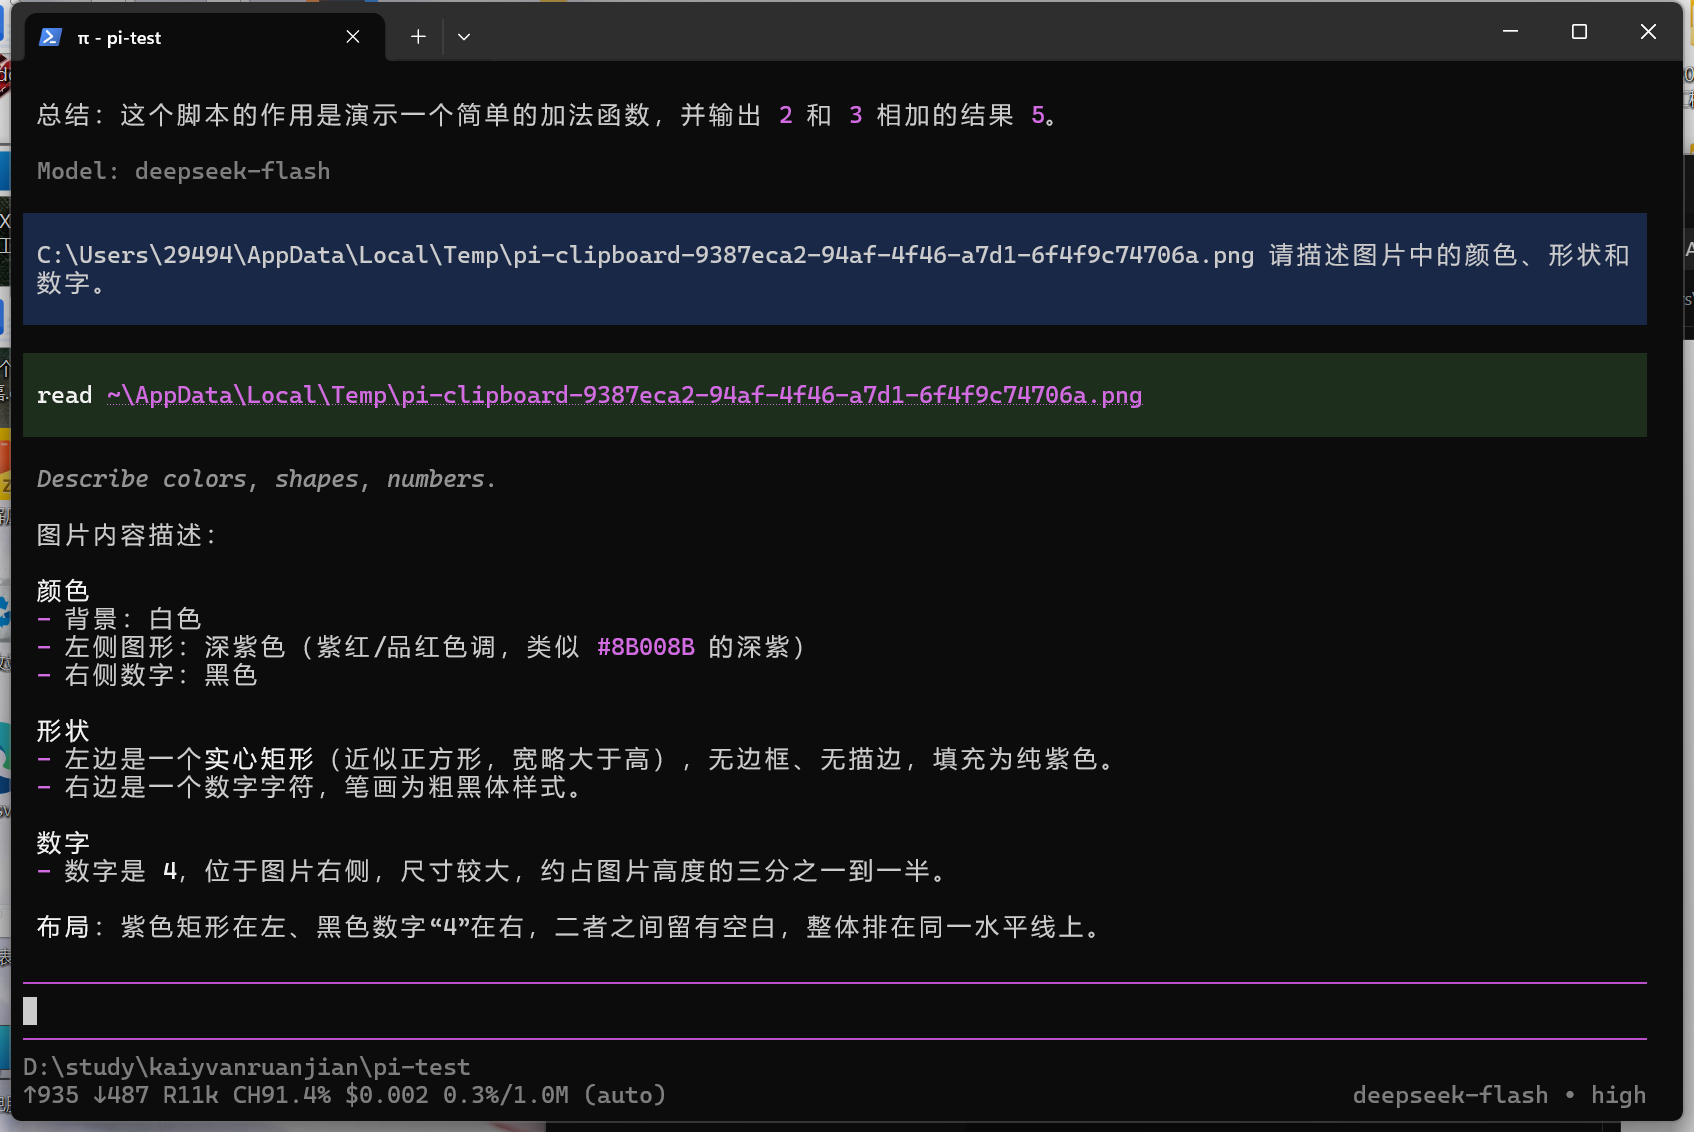 π - pi-test
总结：这个脚本的作用是演示一个简单的加法函数，并输出 2 和 3 相加的结果 5。
Model: deepseek-flash
C:\Users\29494\AppData\Local\Temp\pi-clipboard-9387eca2-94af-4f46-a7d1-6f4f9c74706a.png 请描述图片中的颜色、形状和
数字。
read ~\AppData\Local\Temp\pi-clipboard-9387eca2-94af-4f46-a7d1-6f4f9c74706a.png
Describe colors, shapes, numbers.
图片内容描述：
颜色
- 背景：白色
- 左侧图形：深紫色（紫红/品红色调，类似 #8B008B 的深紫）
- 右侧数字：黑色
形状
- 左边是一个实心矩形（近似正方形，宽略大于高），无边框、无描边，填充为纯紫色。
- 右边是一个数字字符，笔画为粗黑体样式。
数字
- 数字是 4，位于图片右侧，尺寸较大，约占图片高度的三分之一到一半。
布局：紫色矩形在左、黑色数字“4”在右，二者之间留有空白，整体排在同一水平线上。
D:\study\kaiyvanruanjian\pi-test
↑935 ↓487 R11k CH91.4% $0.002 0.3%/1.0M (auto)
deepseek-flash • high